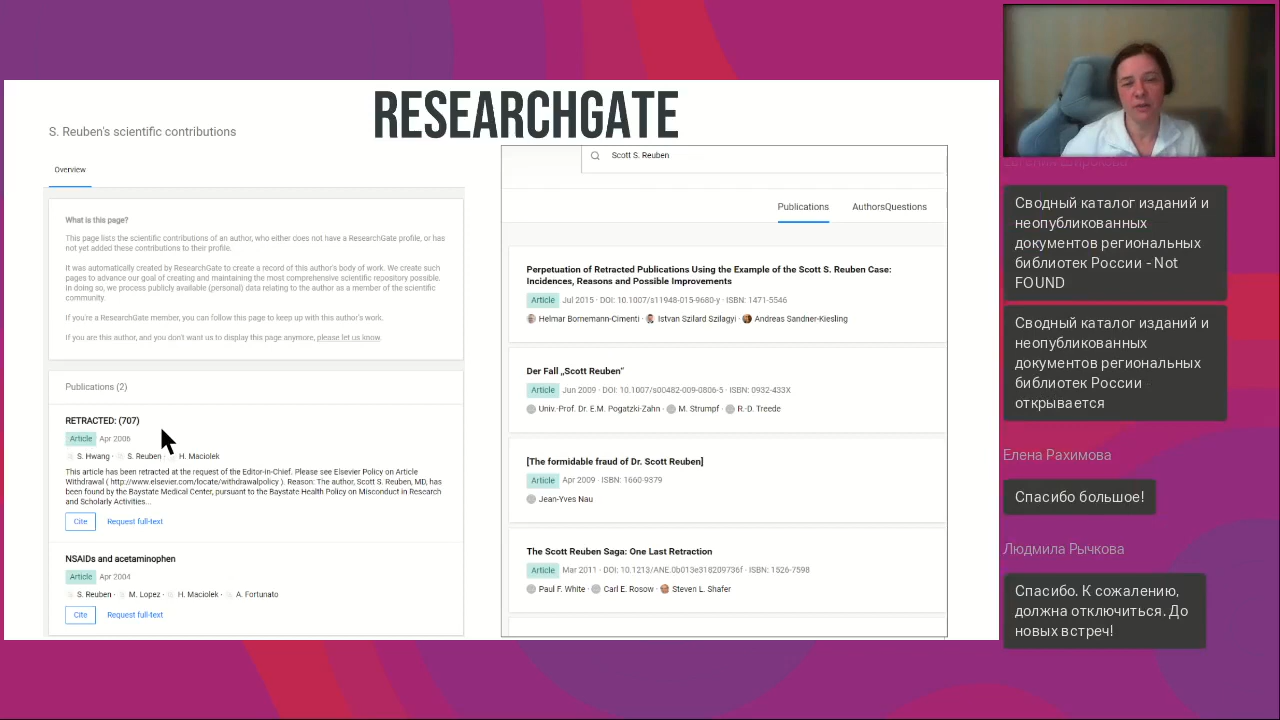 RESEARCHGATE
S. Reuben's scientific contributions
Overview
What is this page?
This page lists the scientific contributions of an author, who either does not have a ResearchGate profile, or has
not yet added these contributions to their profile.
It was automatically created by ResearchGate to create a record of this author's body of work. We create such
pages to advance our goal of creating and maintaining the most comprehensive scientific repository possible.
In doing so, we process publicly available (personal) data relating to the author as a member of the scientific
community.
If you're a ResearchGate member, you can follow this page to keep up with this author's work.
If you are this author, and you don't want us to display this page anymore, please let us know.
Publications (2)
RETRACTED: (707)
Article Apr 2006
S. Hwang · S. Reuben · H. Maciolek
This article has been retracted at the request of the Editor-in-Chief. Please see Elsevier Policy on Article
Withdrawal ( http://www.elsevier.com/locate/withdrawalpolicy ). Reason: The author, Scott S. Reuben, MD, has
been found by the Baystate Medical Center, pursuant to the Baystate Health Policy on Misconduct in Research
and Scholarly Activities...
Cite Request full-text
NSAIDs and acetaminophen
Article Apr 2004
S. Reuben · M. Lopez · H. Maciolek · A. Fortunato
Cite Request full-text
Scott S. Reuben
Publications AuthorsQuestions
Perpetuation of Retracted Publications Using the Example of the Scott S. Reuben Case:
Incidences, Reasons and Possible Improvements
Article Jul 2015 · DOI: 10.1007/s11948-015-9680-y · ISBN: 1471-5546
Helmar Bornemann-Cimenti · Istvan Szilard Szilagyi · Andreas Sandner-Kiesling
Der Fall „Scott Reuben“
Article Jun 2009 · DOI: 10.1007/s00482-009-0806-5 · ISBN: 0932-433X
Univ.-Prof. Dr. E.M. Pogatzki-Zahn · M. Strumpf · R.-D. Treede
[The formidable fraud of Dr. Scott Reuben]
Article Apr 2009 · ISBN: 1660-9379
Jean-Yves Nau
The Scott Reuben Saga: One Last Retraction
Article Mar 2011 · DOI: 10.1213/ANE.0b013e318209736f · ISBN: 1526-7598
Paul F. White · Carl E. Rosow · Steven L. Shafer
Сводный каталог изданий и
неопубликованных
документов региональных
библиотек России - Not
FOUND
Сводный каталог изданий и
неопубликованных
документов региональных
библиотек России -
открывается
Елена Рахимова
Спасибо большое!
Людмила Рычкова
Спасибо. К сожалению,
должна отключиться. До
новых встреч!